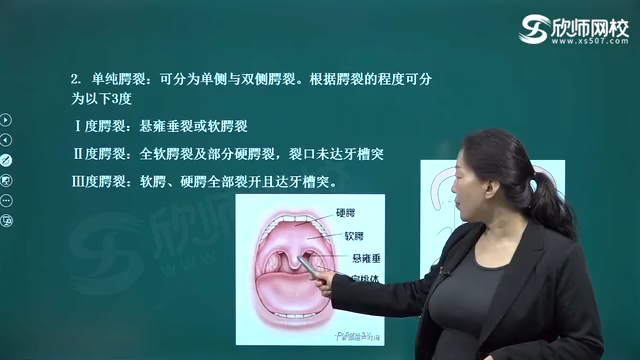 欣师网校
www.xs507.com
2. 单纯腭裂：可分为单侧与双侧腭裂。根据腭裂的程度可分
为以下3度
Ⅰ度腭裂：悬雍垂裂或软腭裂
Ⅱ度腭裂：全软腭裂及部分硬腭裂，裂口未达牙槽突
Ⅲ度腭裂：软腭、硬腭全部裂开且达牙槽突。
硬腭
软腭
悬雍垂
桃体